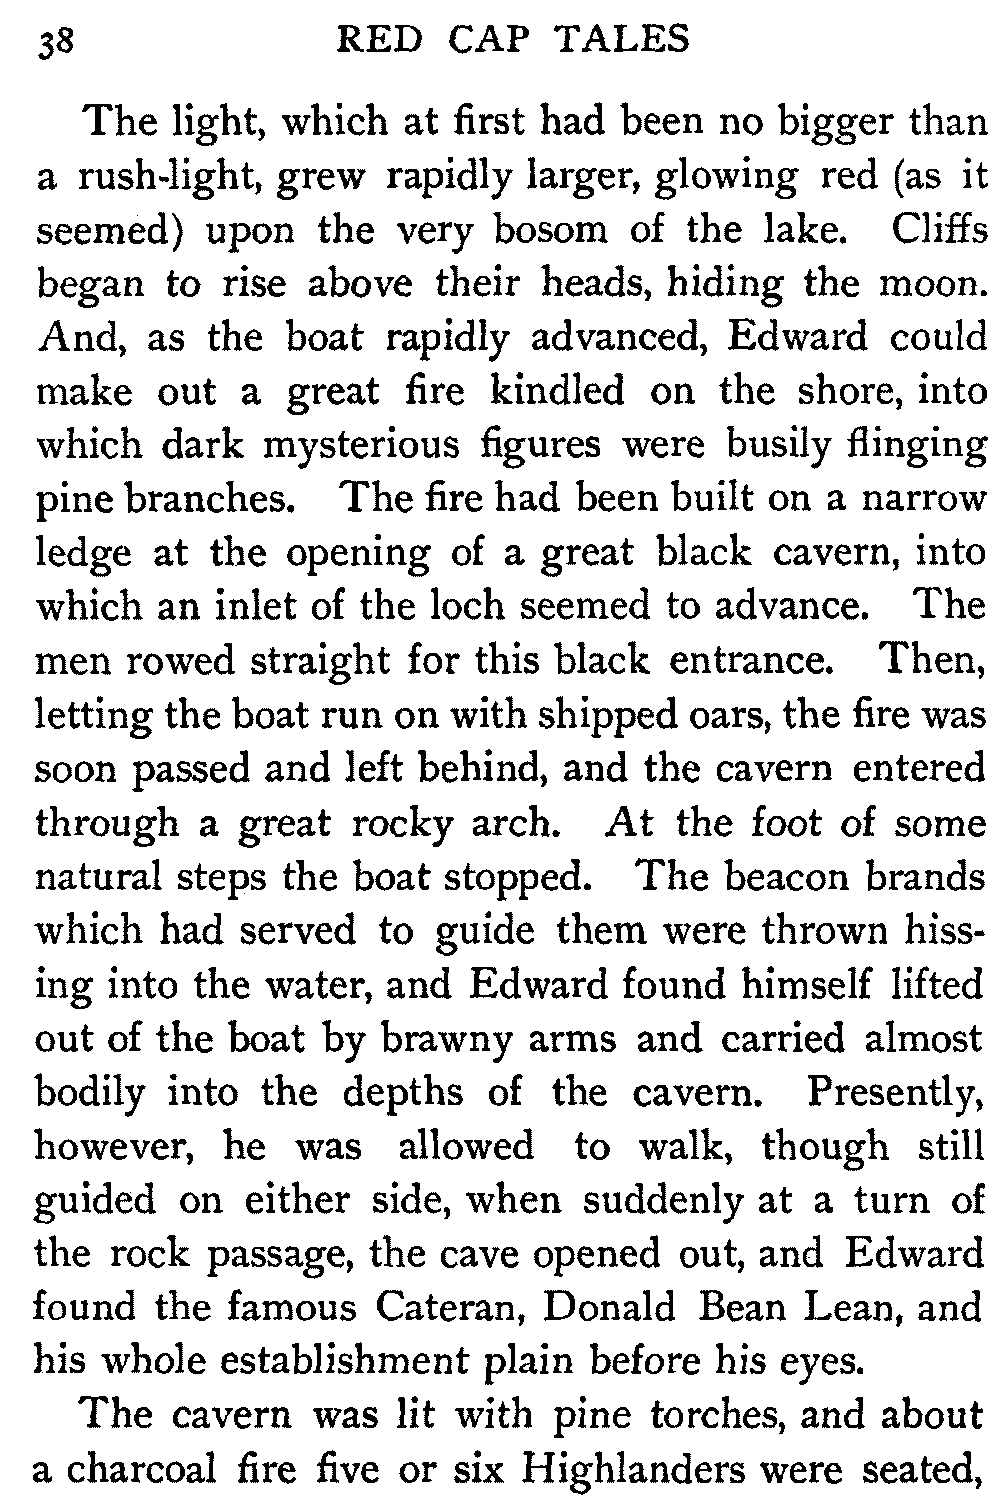 38 RED CAP TALES
The light, which at first had been no bigger than
a rush-light, grew rapidly larger, glowing red (as it
seemed) upon the very bosom of the lake. Cliffs
began to rise above their heads, hiding the moon.
And, as the boat rapidly advanced, Edward could
make out a great fire kindled on the shore, into
which dark mysterious figures were busily flinging
pine branches. The fire had been built on a narrow
ledge at the opening of a great black cavern, into
which an inlet of the loch seemed to advance. The
men rowed straight for this black entrance. Then,
letting the boat run on with shipped oars, the fire was
soon passed and left behind, and the cavern entered
through a great rocky arch. At the foot of some
natural steps the boat stopped. The beacon brands
which had served to guide them were thrown hiss-
ing into the water, and Edward found himself lifted
out of the boat by brawny arms and carried almost
bodily into the depths of the cavern. Presently,
however, he was allowed to walk, though still
guided on either side, when suddenly at a turn of
the rock passage, the cave opened out, and Edward
found the famous Cateran, Donald Bean Lean, and
his whole establishment plain before his eyes.
The cavern was lit with pine torches, and about
a charcoal fire five or six Highlanders were seated,